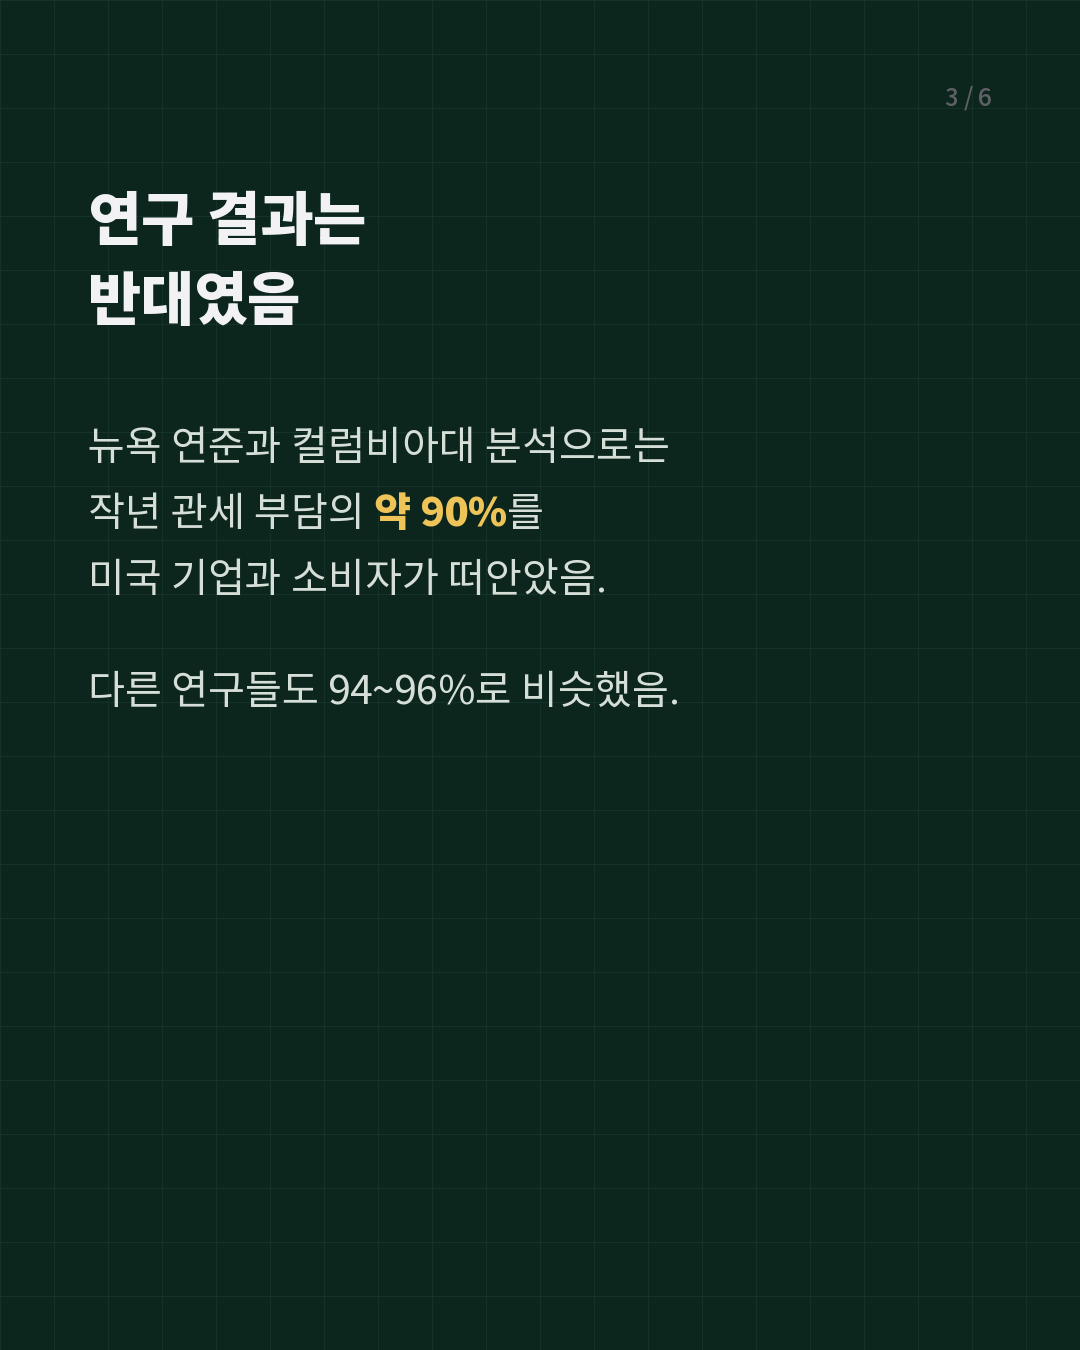 3 / 6
연구 결과는
반대였음
뉴욕 연준과 컬럼비아대 분석으로는
작년 관세 부담의 약 90%를
미국 기업과 소비자가 떠안았음.
다른 연구들도 94~96%로 비슷했음.